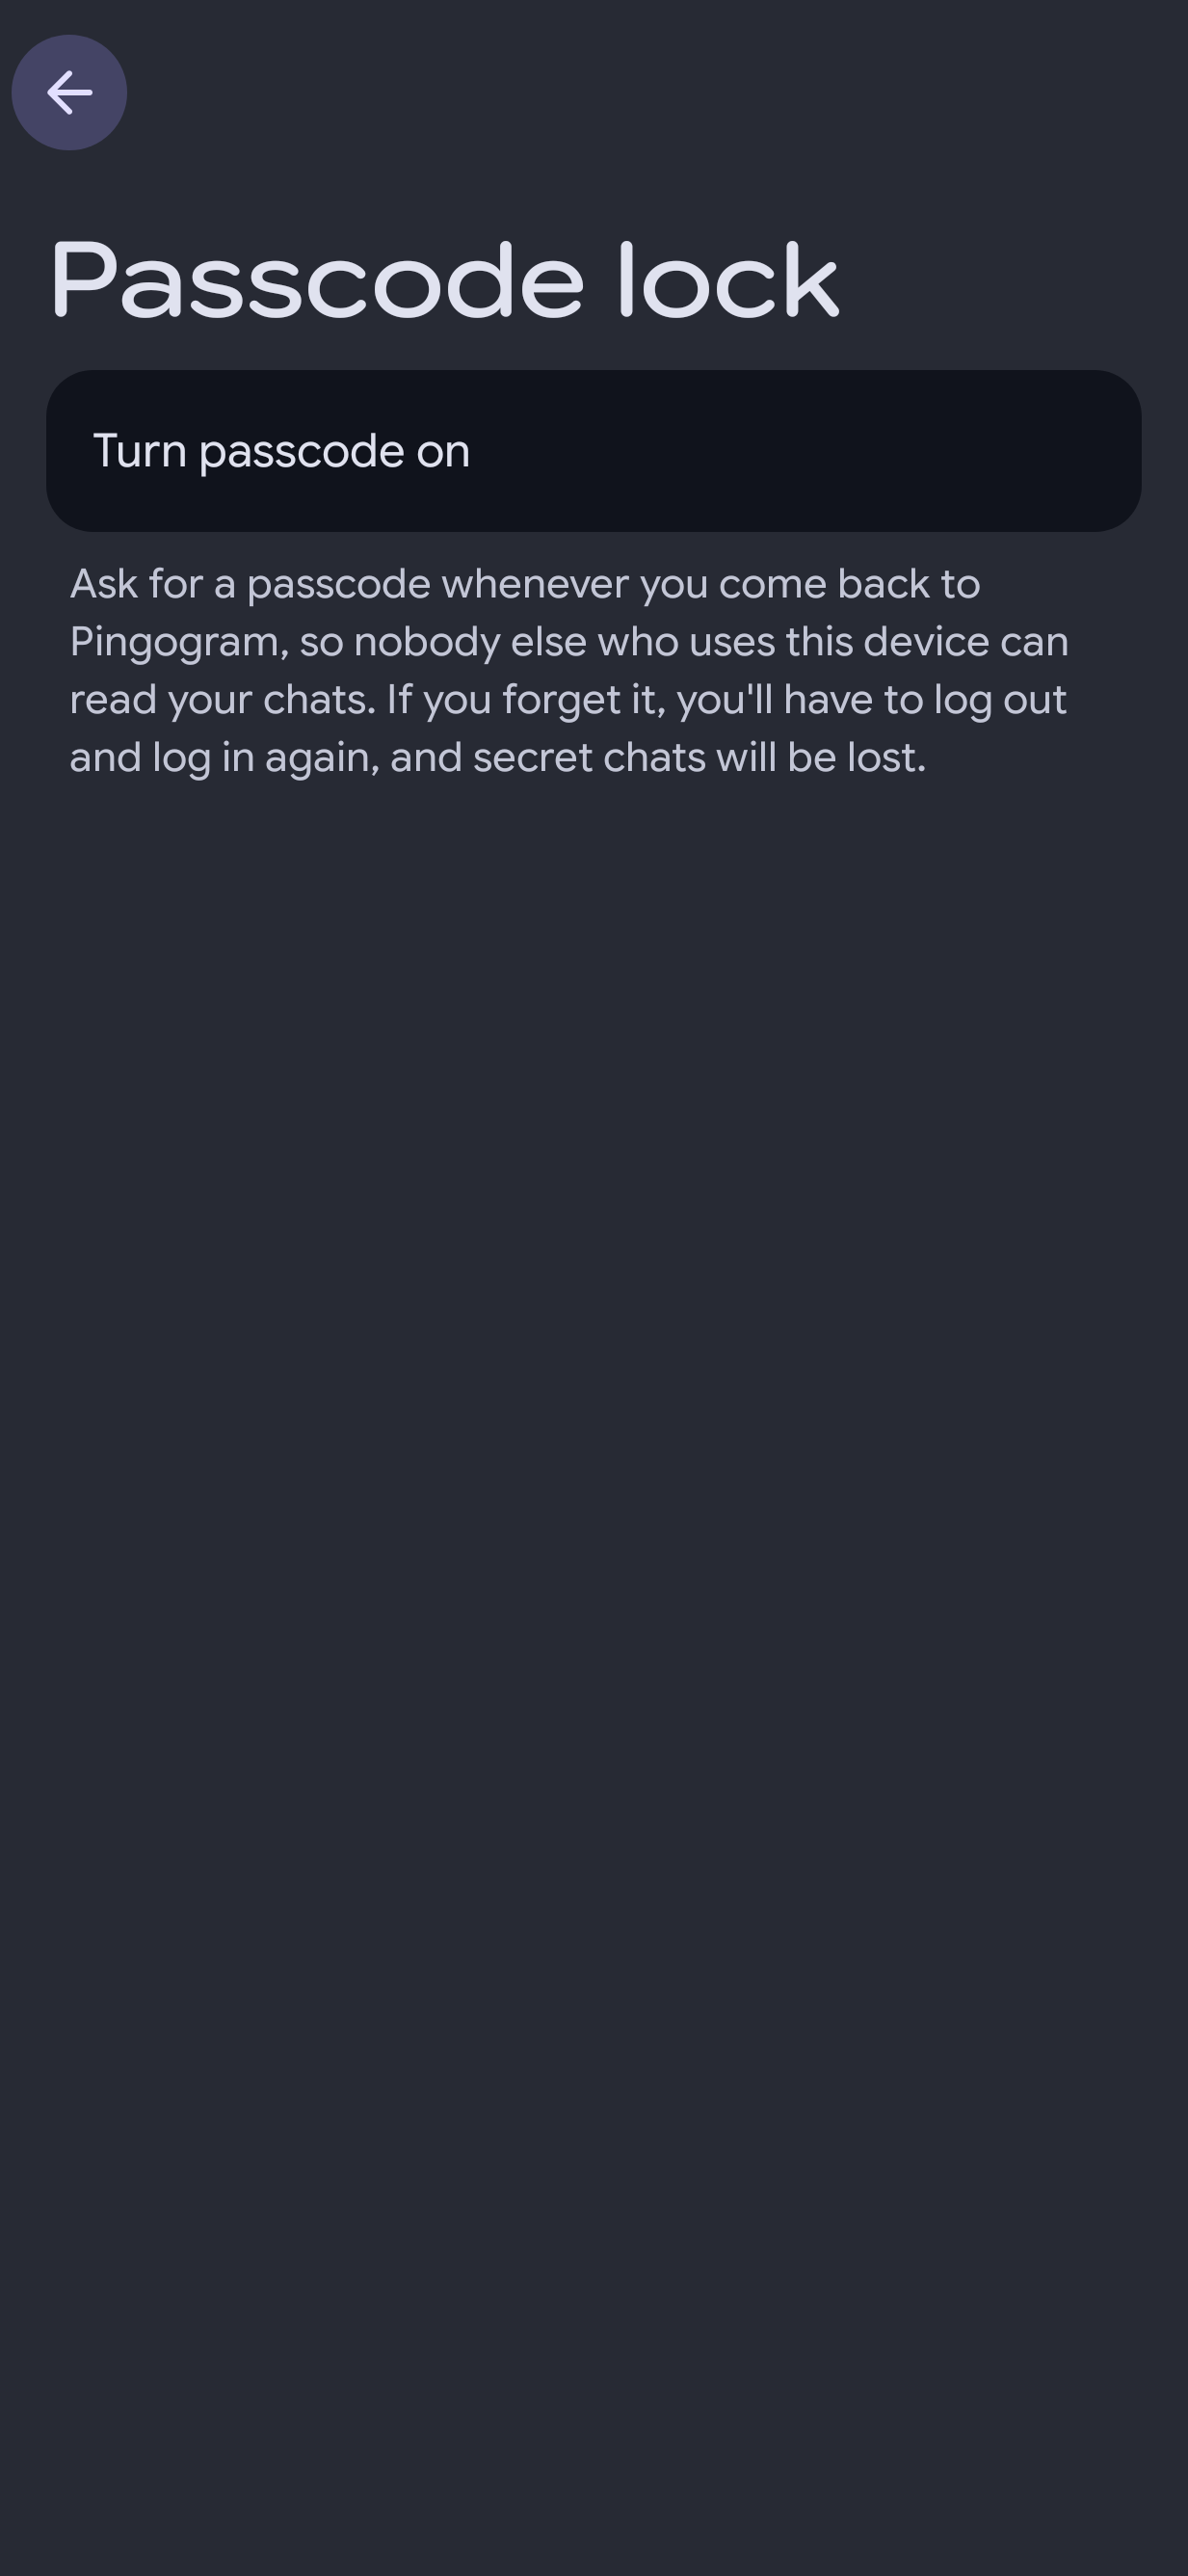 Passcode lock
Turn passcode on
Ask for a passcode whenever you come back to
Pingogram, so nobody else who uses this device can
read your chats. If you forget it, you'll have to log out
and log in again, and secret chats will be lost.